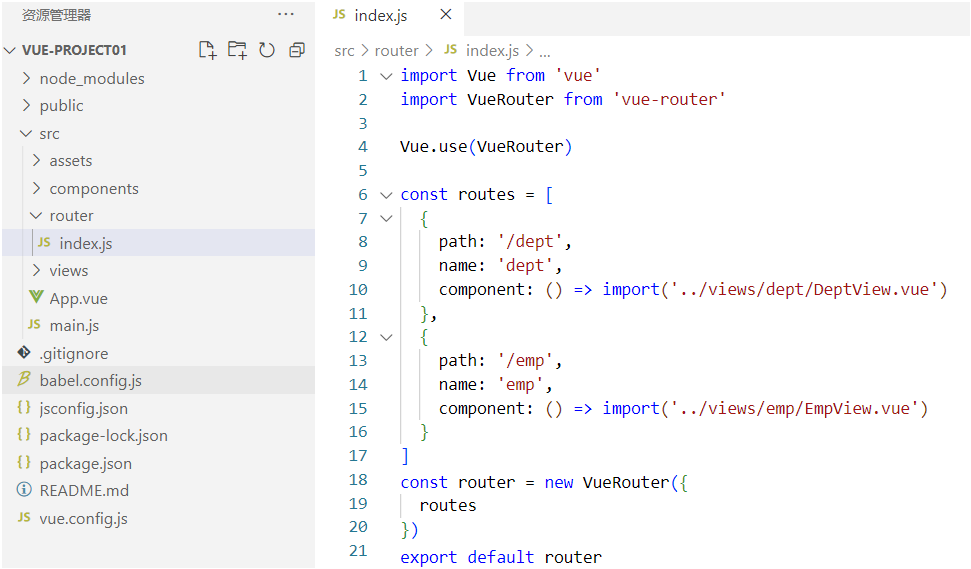 资源管理器 ...
VUE-PROJECT01
node_modules
public
src
assets
components
router
JS index.js
views
App.vue
JS main.js
.gitignore
babel.config.js
{} jsconfig.json
{} package-lock.json
{} package.json
README.md
JS vue.config.js
JS index.js
src > router > JS index.js > ...
1 import Vue from 'vue'
2 import VueRouter from 'vue-router'
3
4 Vue.use(VueRouter)
5
6 const routes = [
7 {
8 path: '/dept',
9 name: 'dept',
10 component: () => import('../views/dept/DeptView.vue')
11 },
12 {
13 path: '/emp',
14 name: 'emp',
15 component: () => import('../views/emp/EmpView.vue')
16 }
17 ]
18 const router = new VueRouter({
19 routes
20 })
21 export default router